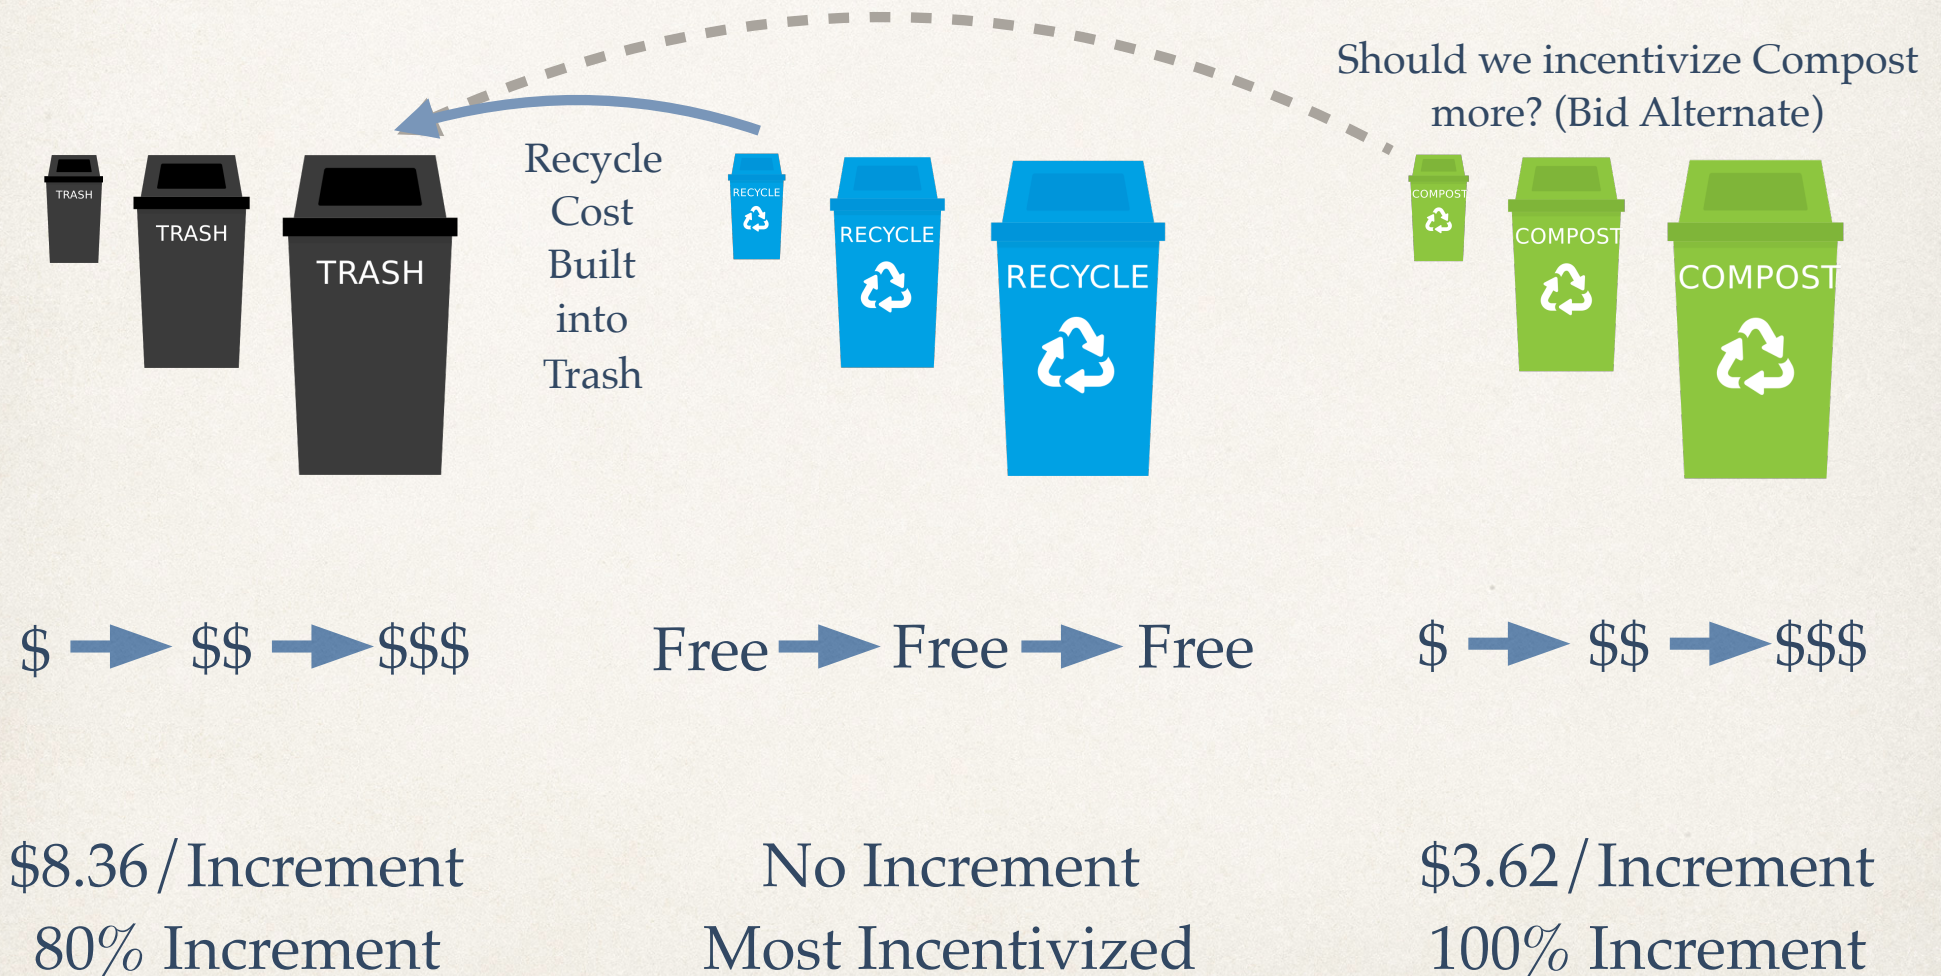 Should we incentivize Compost
more? (Bid Alternate)
TRASH
TRASH
TRASH
Recycle
Cost
Built
into
Trash
RECYCLE
RECYCLE
RECYCLE
COMPOST
COMPOST
COMPOST
$ $$ $$$
Free Free Free
$ $$ $$$
$8.36/Increment
80% Increment
No Increment
Most Incentivized
$3.62/Increment
100% Increment